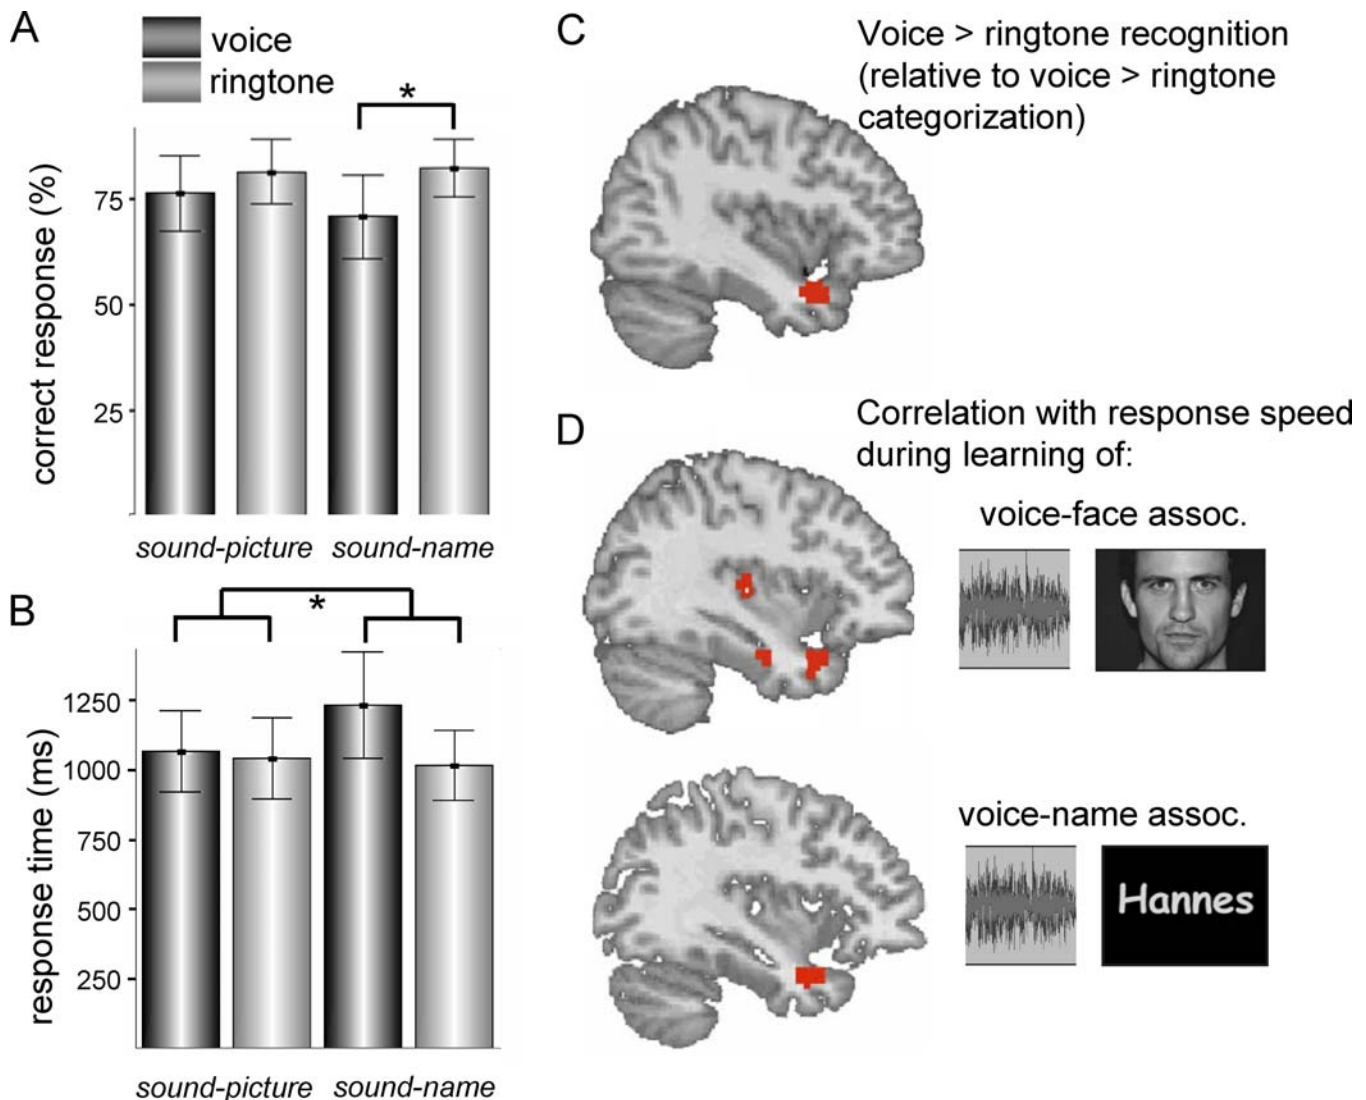 A
voice
ringtone
*
correct response (%)
75
50
25
sound-picture
sound-name
B
*
response time (ms)
1250
1000
750
500
250
sound-picture
sound-name
C
Voice > ringtone recognition
(relative to voice > ringtone
categorization)
D
Correlation with response speed
during learning of:
voice-face assoc.
voice-name assoc.
Hannes